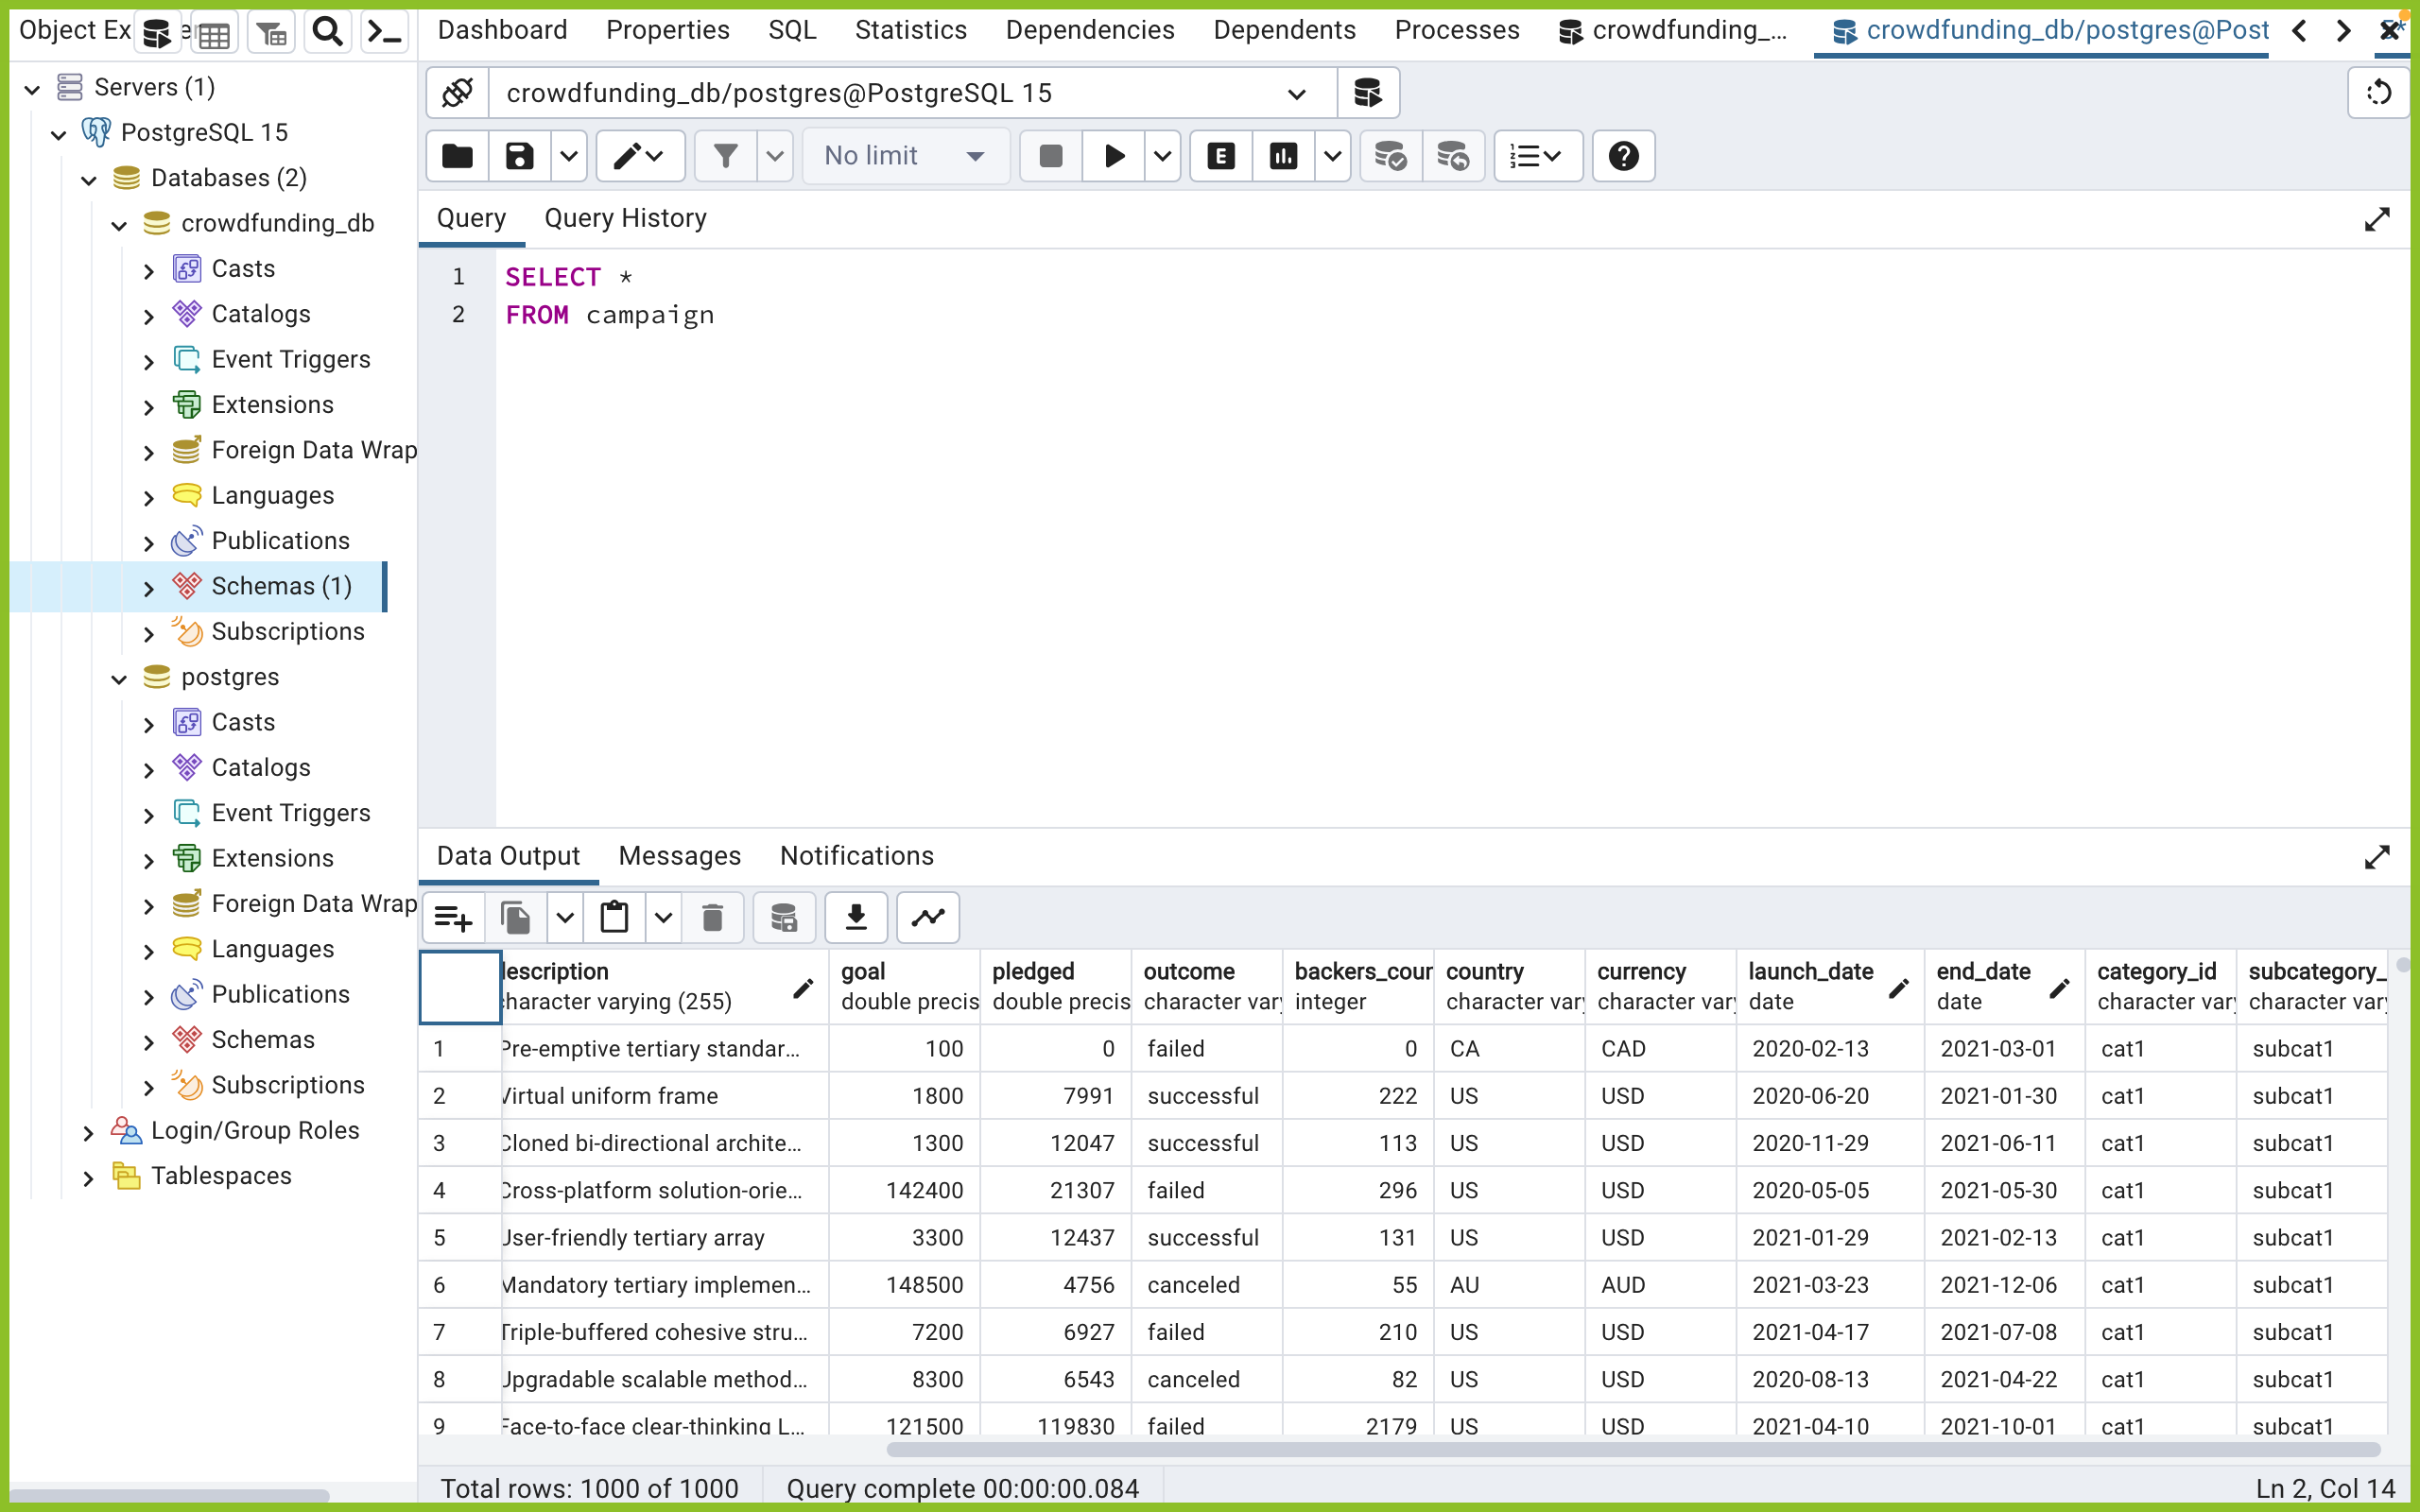 Object Ex
Dashboard Properties SQL Statistics Dependencies Dependents Processes crowdfunding_... crowdfunding_db/postgres@Post
Servers (1)
PostgreSQL 15
Databases (2)
crowdfunding_db
Casts
Catalogs
Event Triggers
Extensions
Foreign Data Wrap
Languages
Publications
Schemas (1)
Subscriptions
postgres
Casts
Catalogs
Event Triggers
Extensions
Foreign Data Wrap
Languages
Publications
Schemas
Subscriptions
Login/Group Roles
Tablespaces
crowdfunding_db/postgres@PostgreSQL 15
No limit E
Query Query History
1 SELECT *
2 FROM campaign
Data Output Messages Notifications
escription goal pledged outcome backers_cour country currency launch_date end_date category_id subcategory_
haracter varying (255) double precis double precis character var integer character var character var date date character var character var
1 Pre-emptive tertiary standar... 100 0 failed 0 CA CAD 2020-02-13 2021-03-01 cat1 subcat1
2 Virtual uniform frame 1800 7991 successful 222 US USD 2020-06-20 2021-01-30 cat1 subcat1
3 Cloned bi-directional archite... 1300 12047 successful 113 US USD 2020-11-29 2021-06-11 cat1 subcat1
4 Cross-platform solution-orie... 142400 21307 failed 296 US USD 2020-05-05 2021-05-30 cat1 subcat1
5 User-friendly tertiary array 3300 12437 successful 131 US USD 2021-01-29 2021-02-13 cat1 subcat1
6 Mandatory tertiary implemen... 148500 4756 canceled 55 AU AUD 2021-03-23 2021-12-06 cat1 subcat1
7 Triple-buffered cohesive stru... 7200 6927 failed 210 US USD 2021-04-17 2021-07-08 cat1 subcat1
8 Upgradable scalable method... 8300 6543 canceled 82 US USD 2020-08-13 2021-04-22 cat1 subcat1
9 Face-to-face clear-thinking L... 121500 119830 failed 2179 US USD 2021-04-10 2021-10-01 cat1 subcat1
Total rows: 1000 of 1000 Query complete 00:00:00.084 Ln 2, Col 14